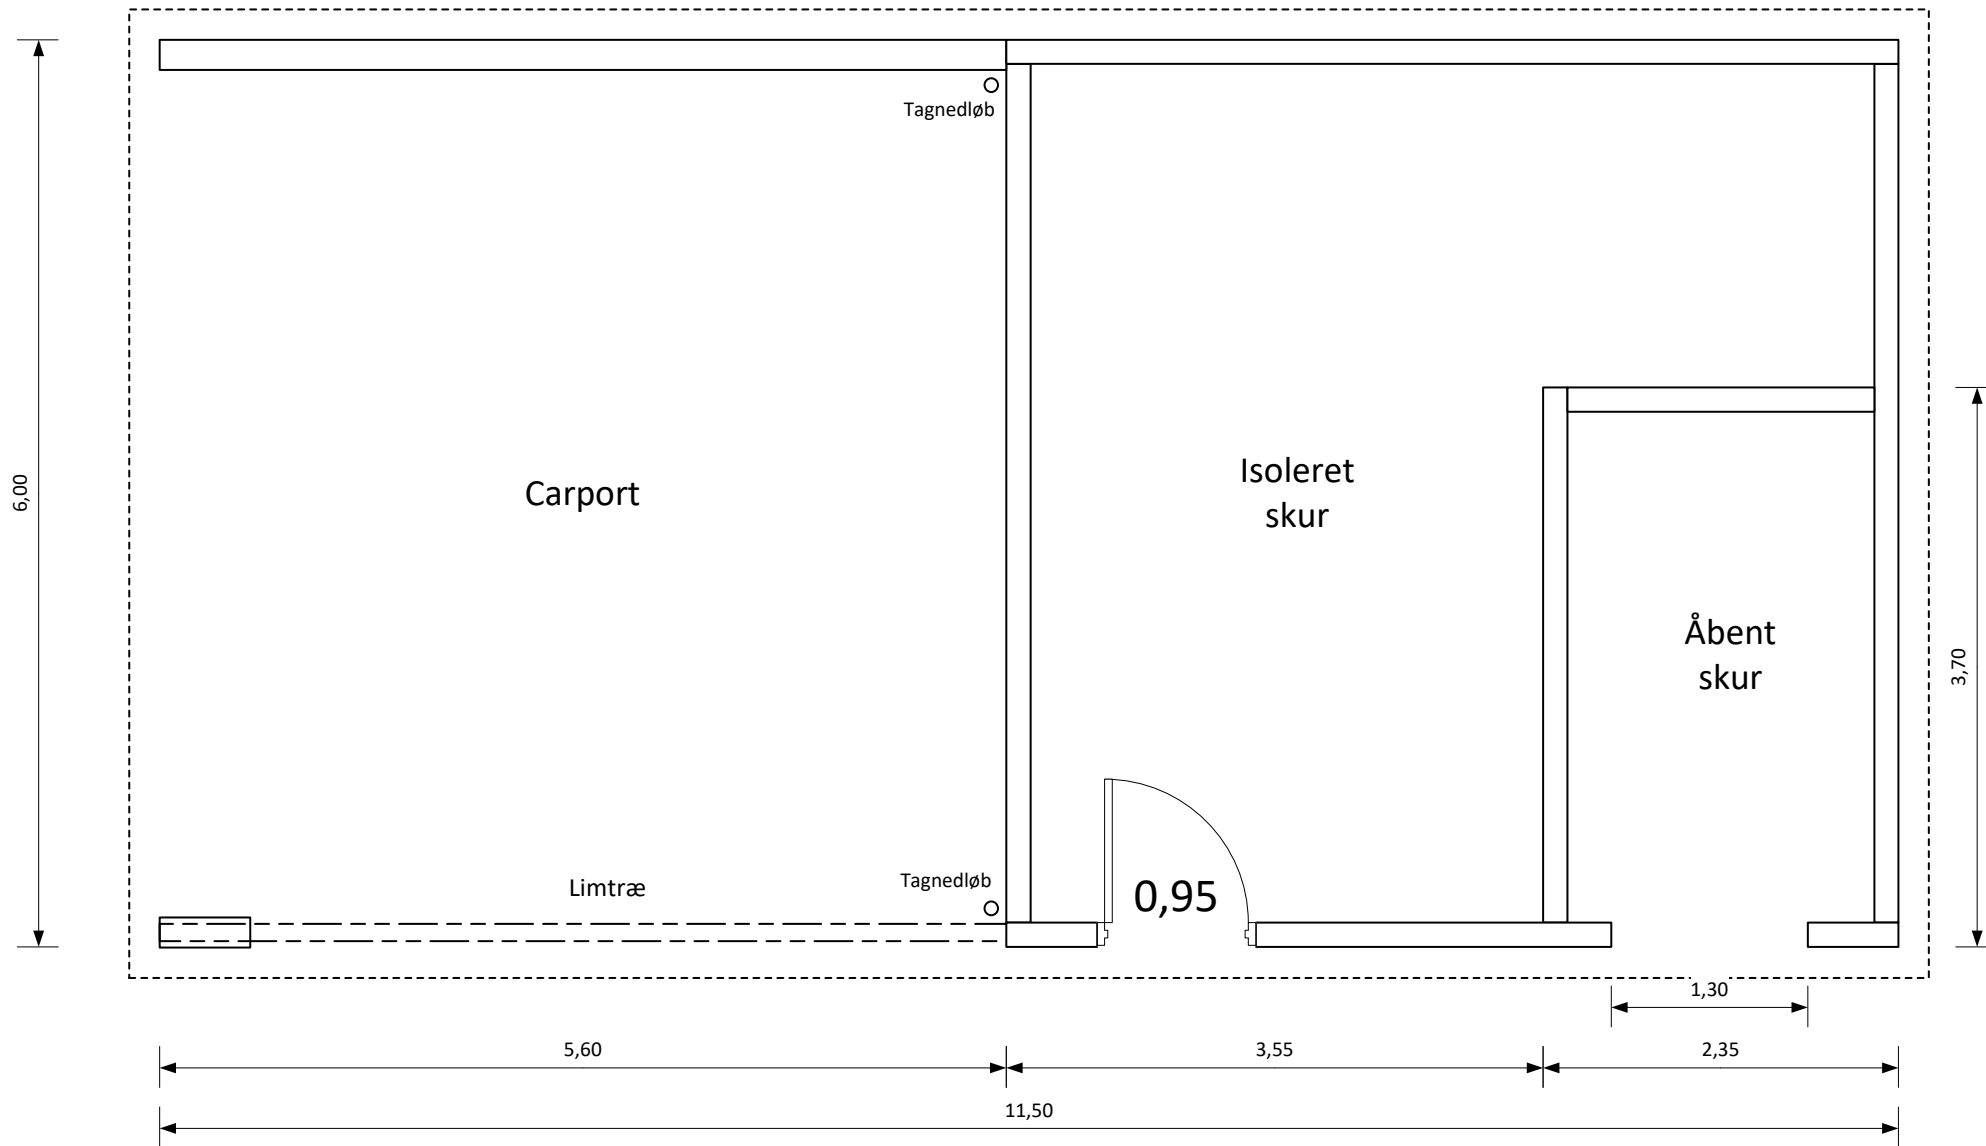 Tagnedløb
6,00
Carport
Isoleret
skur
Åbent
skur
3,70
Limtræ
Tagnedløb
0,95
1,30
5,60
3,55
2,35
11,50